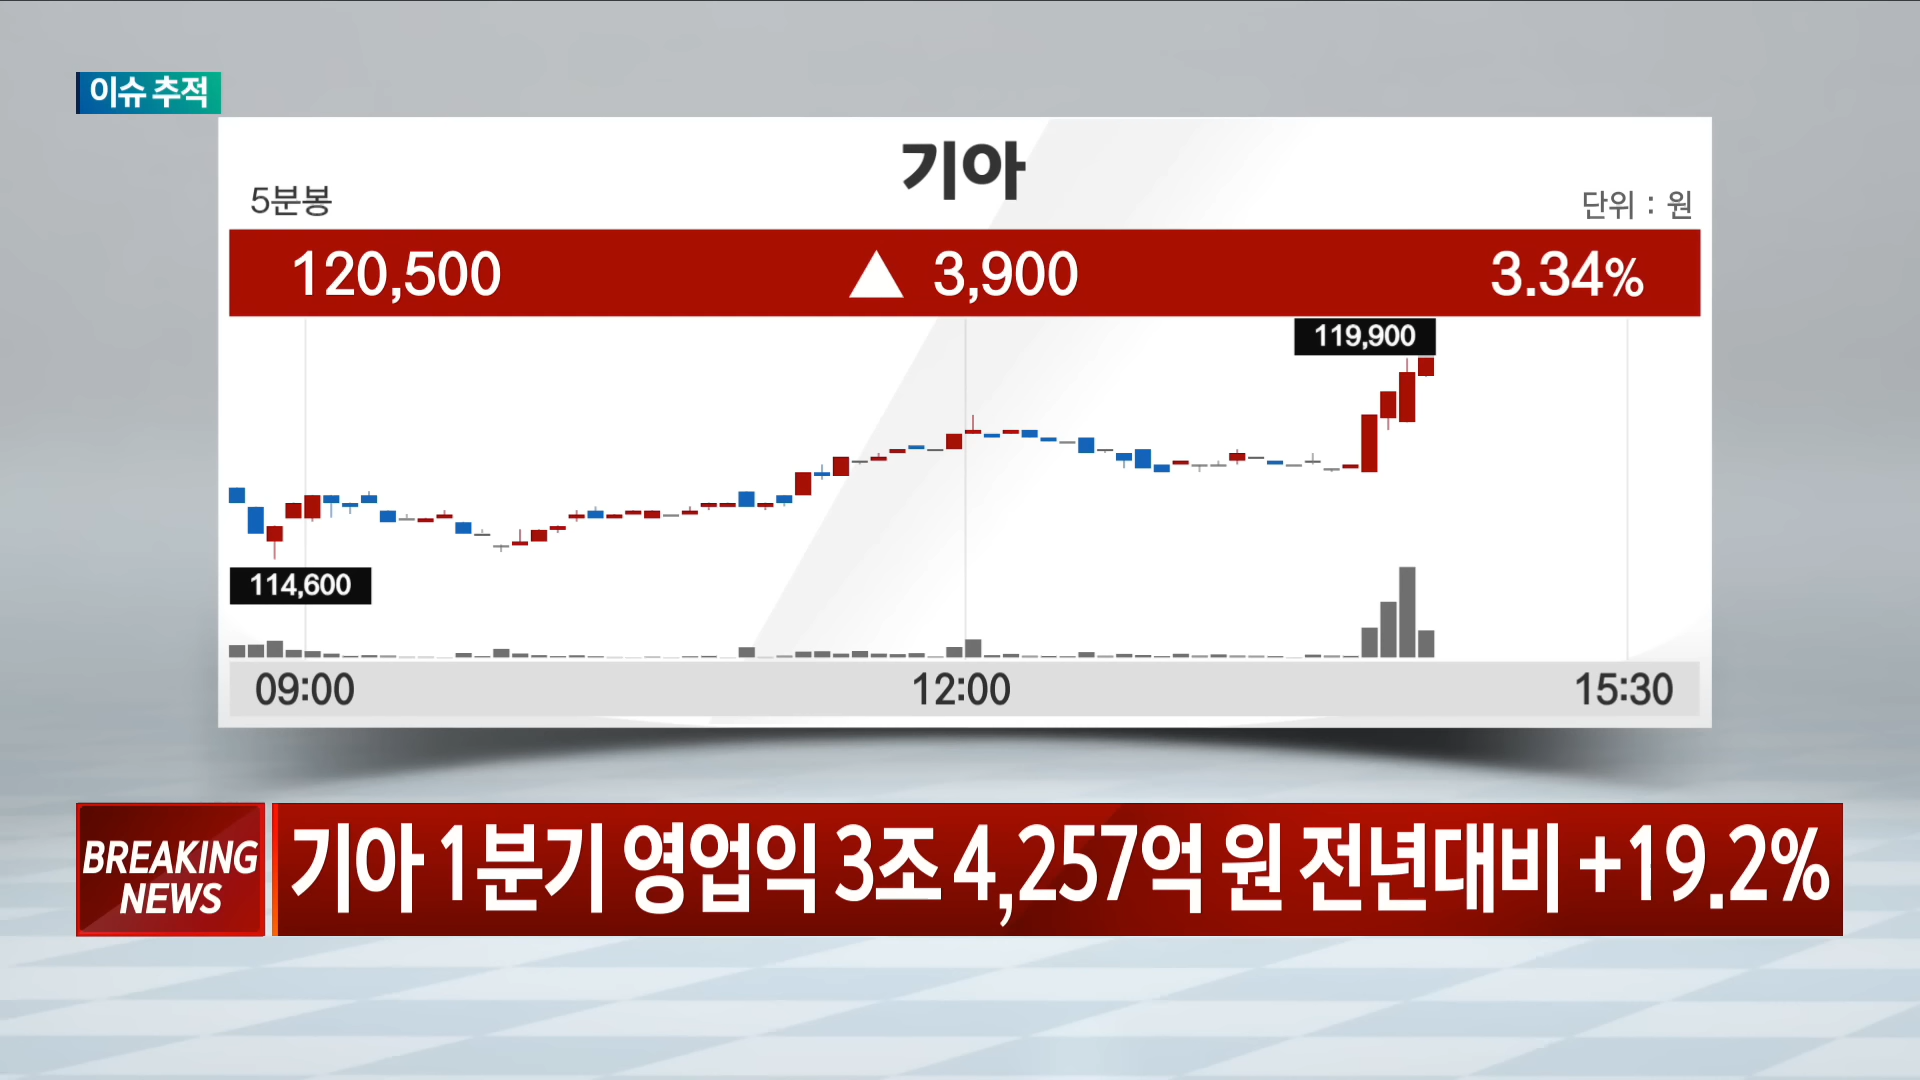 이슈 추적
기아
5분봉
단위 : 원
120,500 ▲ 3,900 3.34%
119,900
114,600
09:00 12:00 15:30
BREAKING
NEWS
기아 1분기 영업익 3조 4,257억 원 전년대비 +19.2%